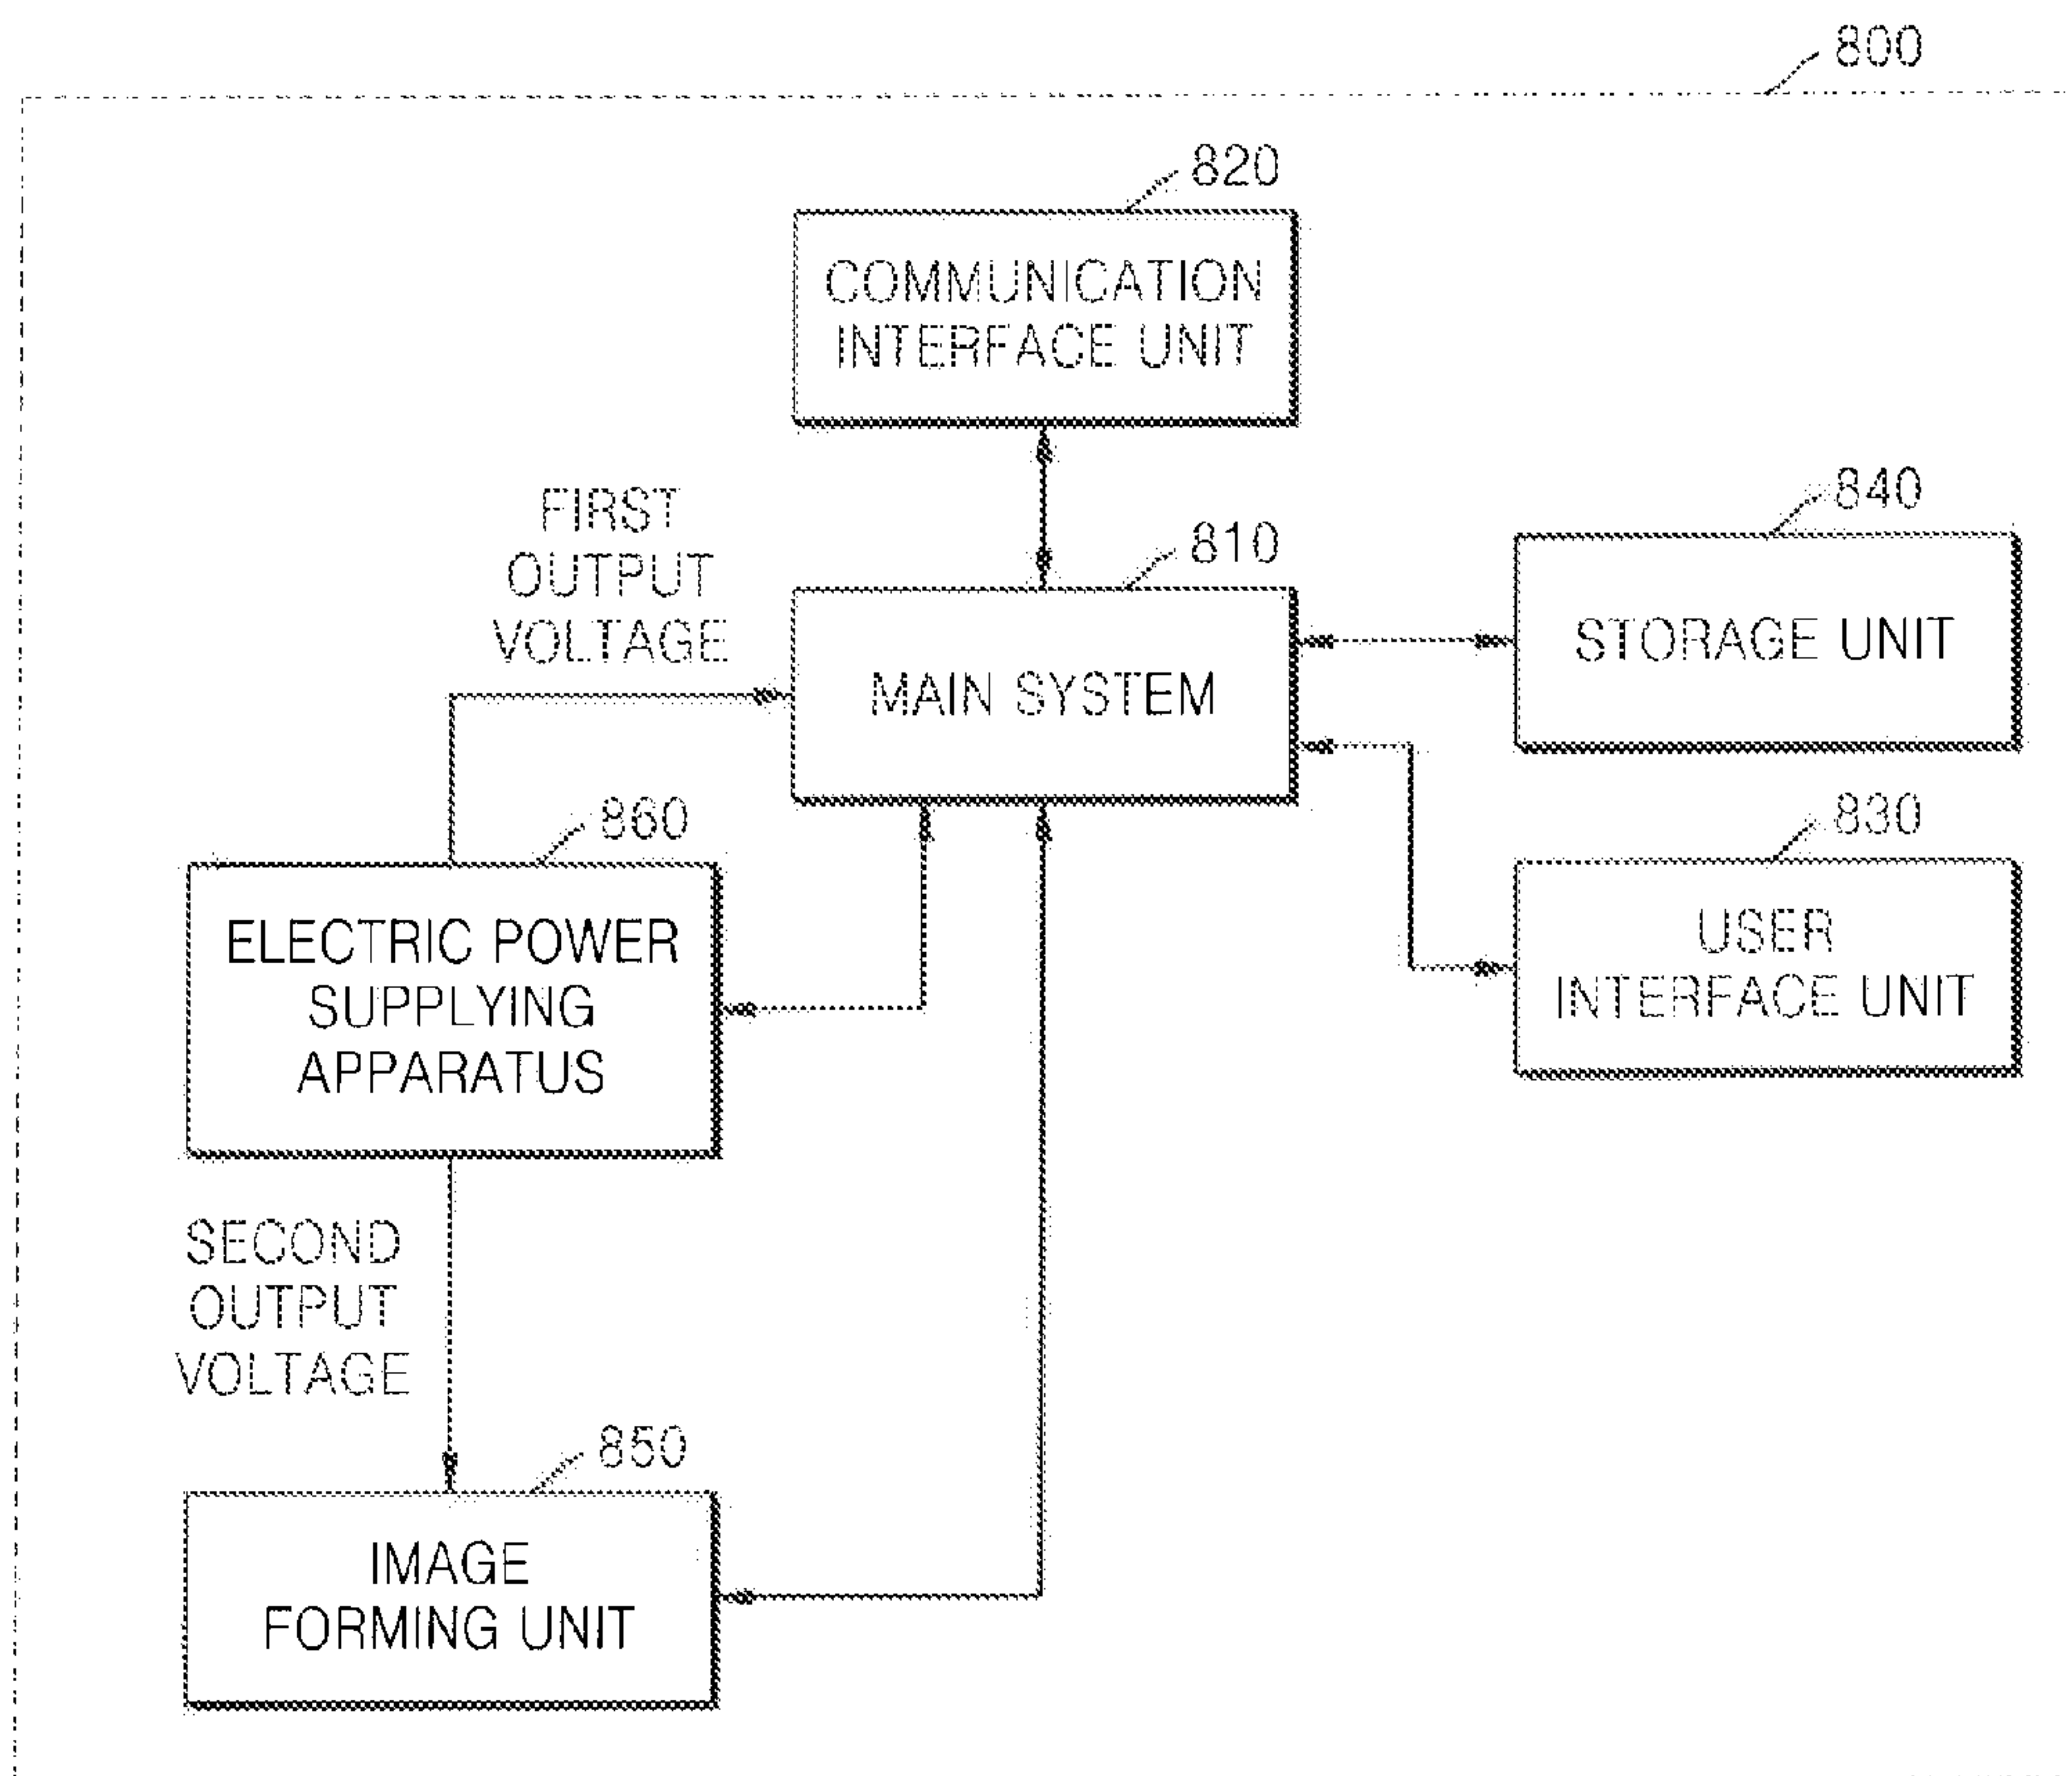 800
820
COMMUNICATION
INTERFACE UNIT
FIRST
OUTPUT
VOLTAGE
810
MAIN SYSTEM
840
STORAGE UNIT
860
ELECTRIC POWER
SUPPLYING
APPARATUS
830
USER
INTERFACE UNIT
SECOND
OUTPUT
VOLTAGE
850
IMAGE
FORMING UNIT